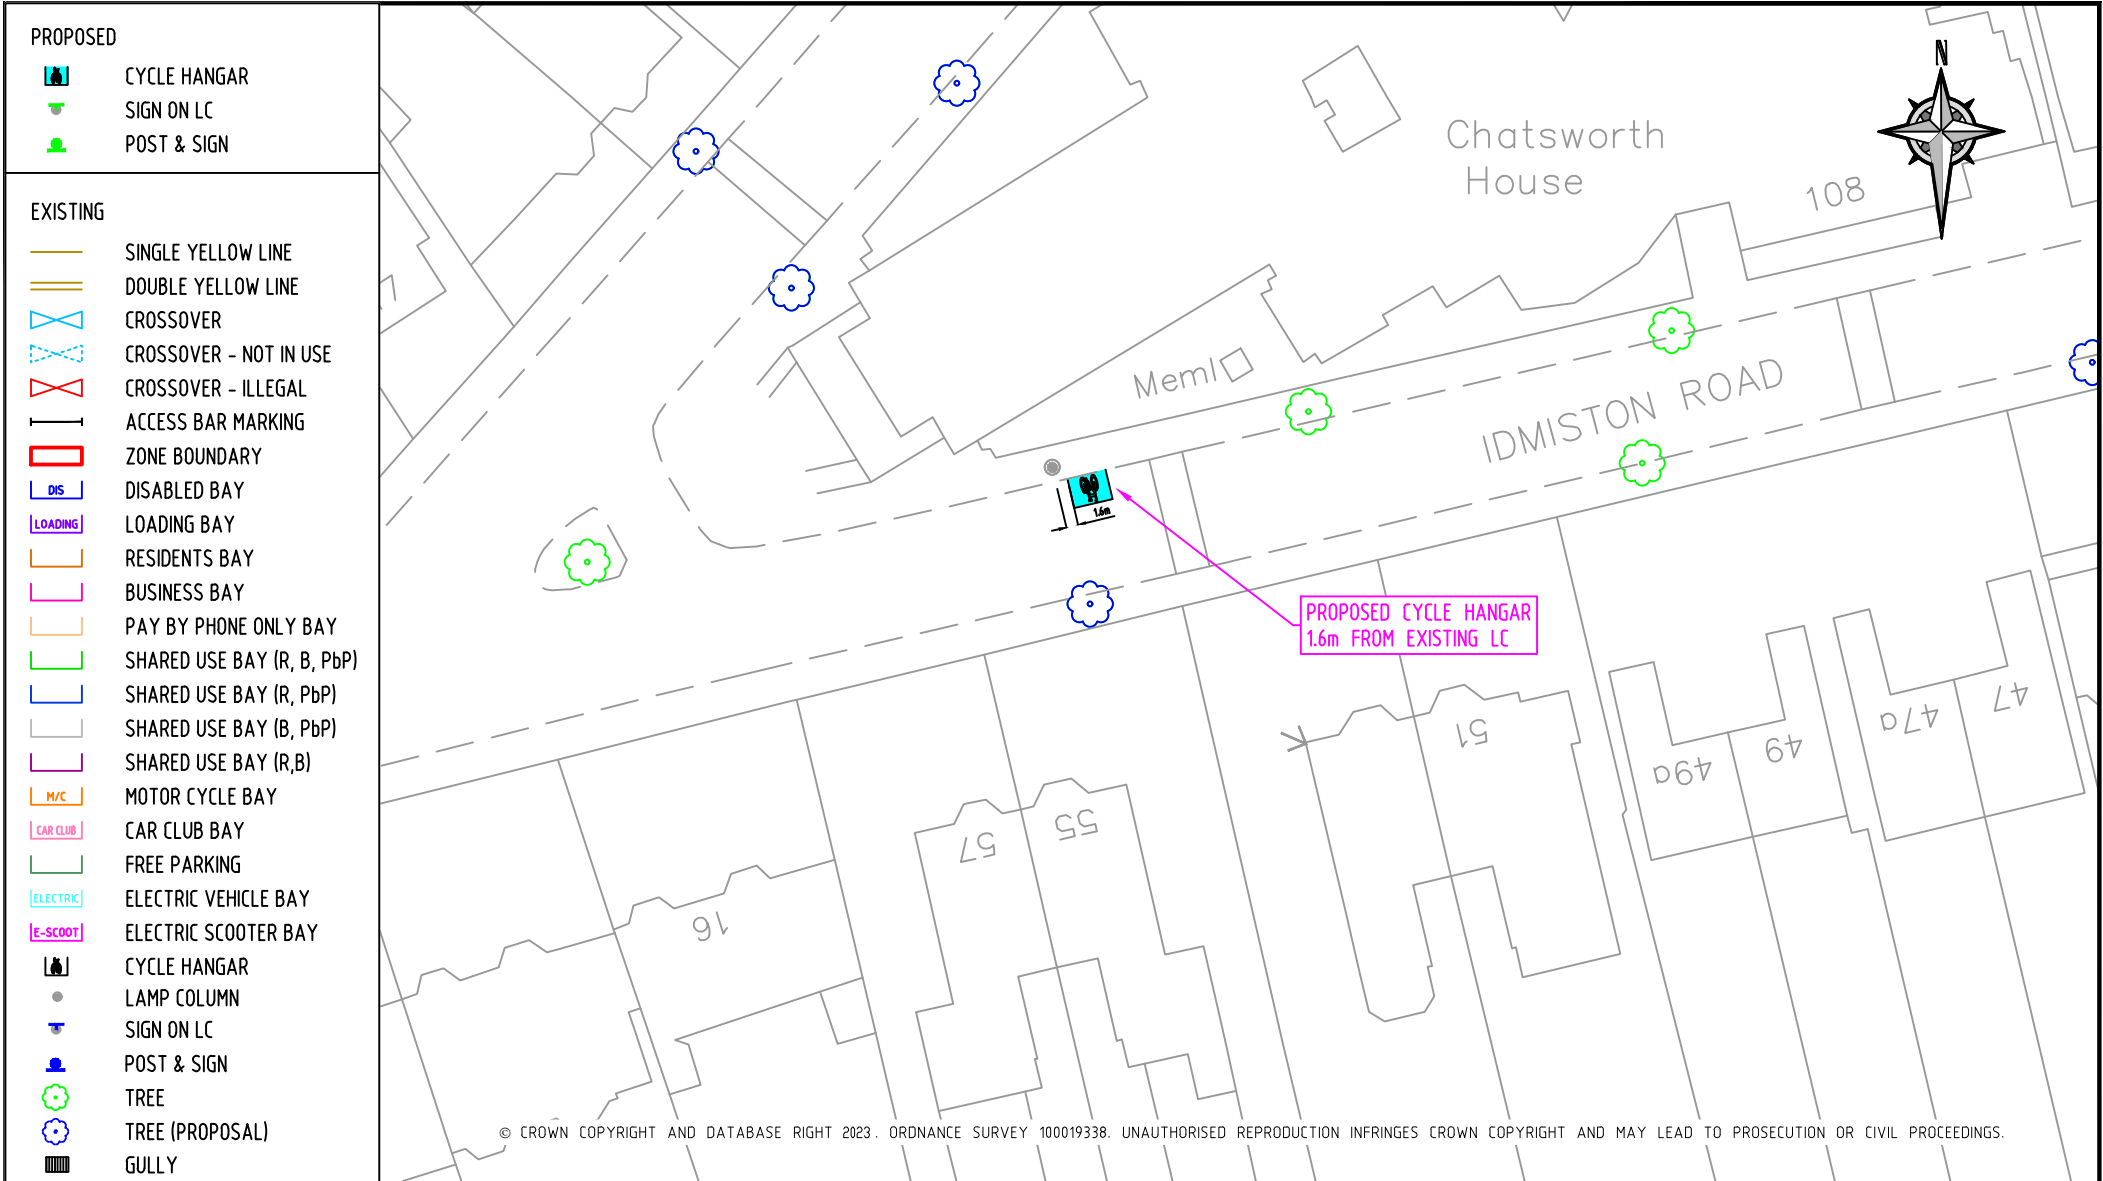 PROPOSED
CYCLE HANGAR
SIGN ON LC
POST & SIGN
EXISTING
SINGLE YELLOW LINE
DOUBLE YELLOW LINE
CROSSOVER
CROSSOVER - NOT IN USE
CROSSOVER - ILLEGAL
ACCESS BAR MARKING
ZONE BOUNDARY
DIS DISABLED BAY
LOADING LOADING BAY
RESIDENTS BAY
BUSINESS BAY
PAY BY PHONE ONLY BAY
SHARED USE BAY (R, B, PbP)
SHARED USE BAY (R, PbP)
SHARED USE BAY (B, PbP)
SHARED USE BAY (R,B)
M/C MOTOR CYCLE BAY
CAR CLUB CAR CLUB BAY
FREE PARKING
ELECTRIC ELECTRIC VEHICLE BAY
E-SCOOT ELECTRIC SCOOTER BAY
CYCLE HANGAR
LAMP COLUMN
SIGN ON LC
POST & SIGN
TREE
TREE (PROPOSAL)
GULLY
N
Chatsworth
House
108
Meml
IDMISTON ROAD
1.6m
PROPOSED CYCLE HANGAR
1.6m FROM EXISTING LC
47
47a
49
49a
51
55
57
16
© CROWN COPYRIGHT AND DATABASE RIGHT 2023. ORDNANCE SURVEY 100019338. UNAUTHORISED REPRODUCTION INFRINGES CROWN COPYRIGHT AND MAY LEAD TO PROSECUTION OR CIVIL PROCEEDINGS.